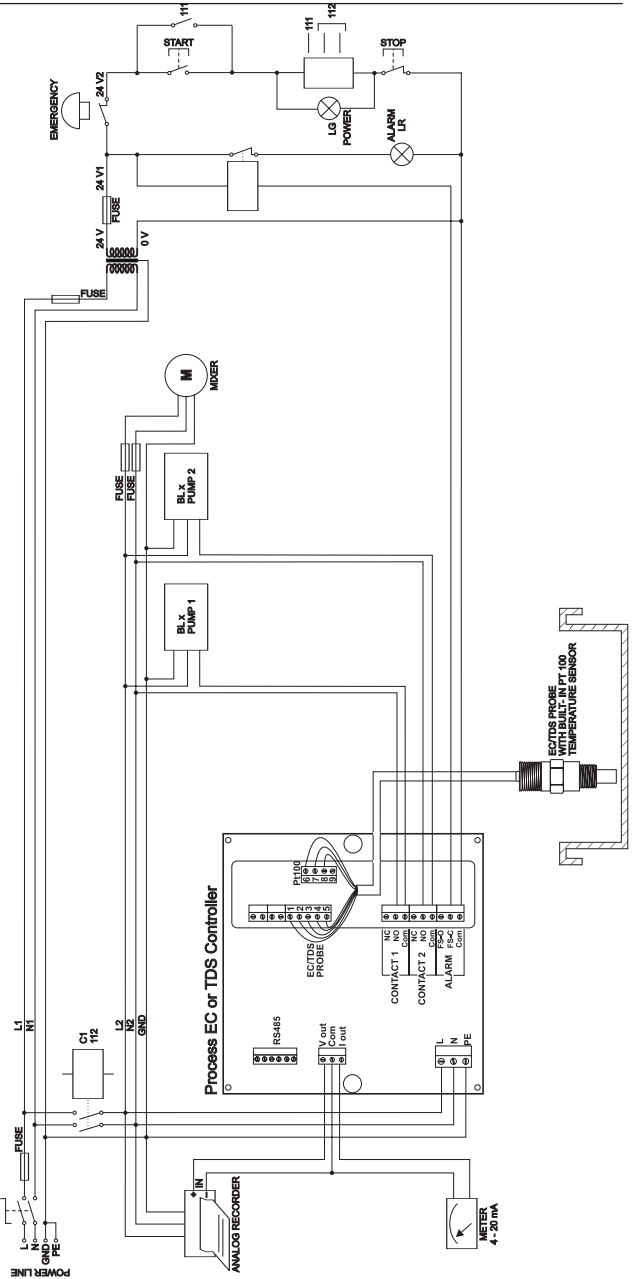 111
START
111
112
STOP
EMERGENCY
24 V2
LG
POWER
ALARM
LR
24 V1
FUSE
24 V
0 V
FUSE
M
MIXER
FUSE
FUSE
BL x
PUMP 2
BL x
PUMP 1
EC/TDS PROBE
WITH BUILT- IN PT 100
TEMPERATURE SENSOR
L1
N1
C1
112
L2
N2
GND
FUSE
L
N
GND
PE
POWER LINE
Process EC or TDS Controller
Pt100
6
7
8
9
1
2
3
4
5
EC/TDS
PROBE
RS485
V out
Com
I out
NC
NO
Com
CONTACT 1
NC
NO
Com
CONTACT 2
FS-O
FS-C
Com
ALARM
L
N
PE
+ IN -
ANALOG RECORDER
METER
4 - 20 mA